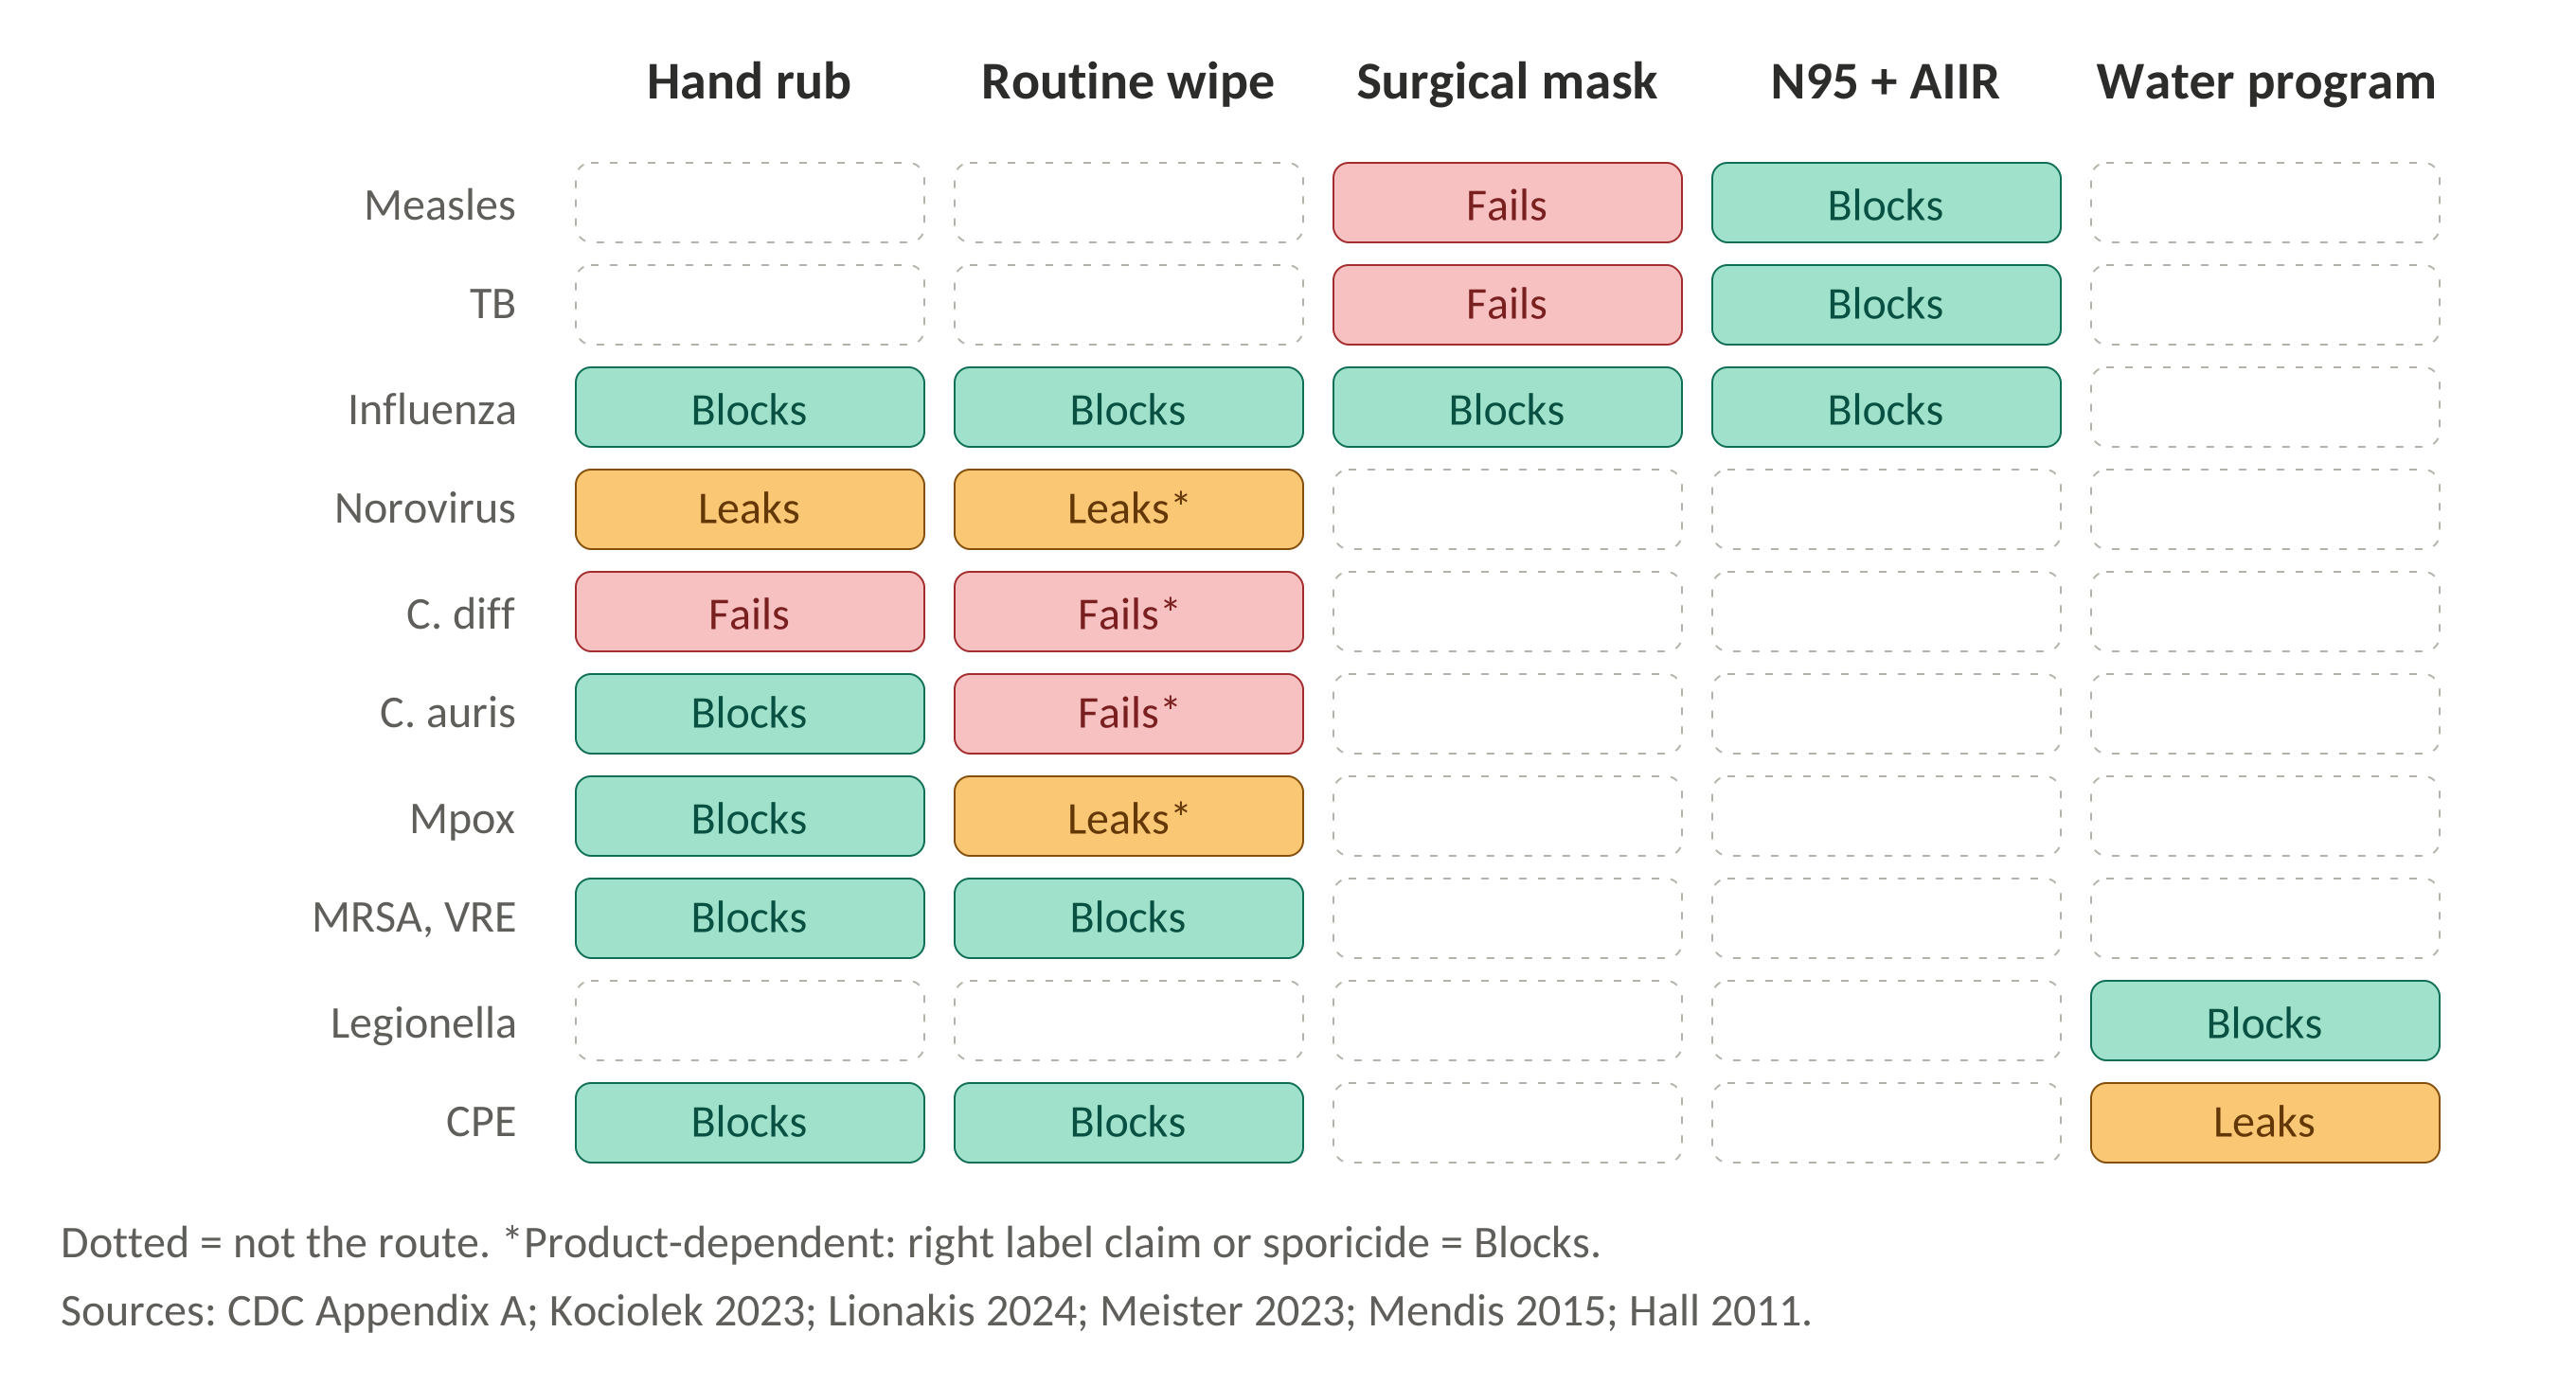 Hand rub Routine wipe Surgical mask N95 + AIIR Water program
Measles Fails Blocks
TB Fails Blocks
Influenza Blocks Blocks Blocks Blocks
Norovirus Leaks Leaks*
C. diff Fails Fails*
C. auris Blocks Fails*
Mpox Blocks Leaks*
MRSA, VRE Blocks Blocks
Legionella Blocks
CPE Blocks Blocks Leaks
Dotted = not the route. *Product-dependent: right label claim or sporicide = Blocks.
Sources: CDC Appendix A; Kociolek 2023; Lionakis 2024; Meister 2023; Mendis 2015; Hall 2011.